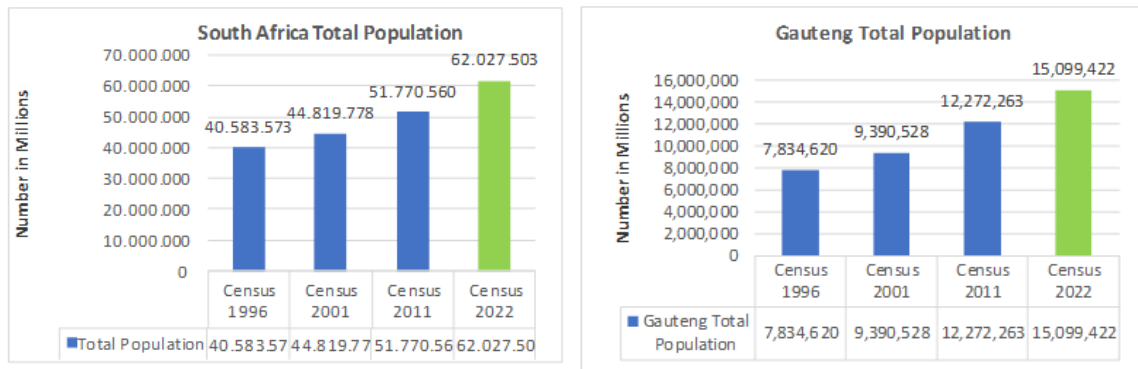 South Africa Total Population
Number in Millions
70.000.000
60.000.000
50.000.000
40.000.000
30.000.000
20.000.000
10.000.000
0
40.583.573
44.819.778
51.770.560
62.027.503
Census 1996
Census 2001
Census 2011
Census 2022
Total Population 40.583.57 44.819.77 51.770.56 62.027.50
Gauteng Total Population
Number in Millions
16,000,000
14,000,000
12,000,000
10,000,000
8,000,000
6,000,000
4,000,000
2,000,000
0
7,834,620
9,390,528
12,272,263
15,099,422
Census 1996
Census 2001
Census 2011
Census 2022
Gauteng Total Population 7,834,620 9,390,528 12,272,263 15,099,422